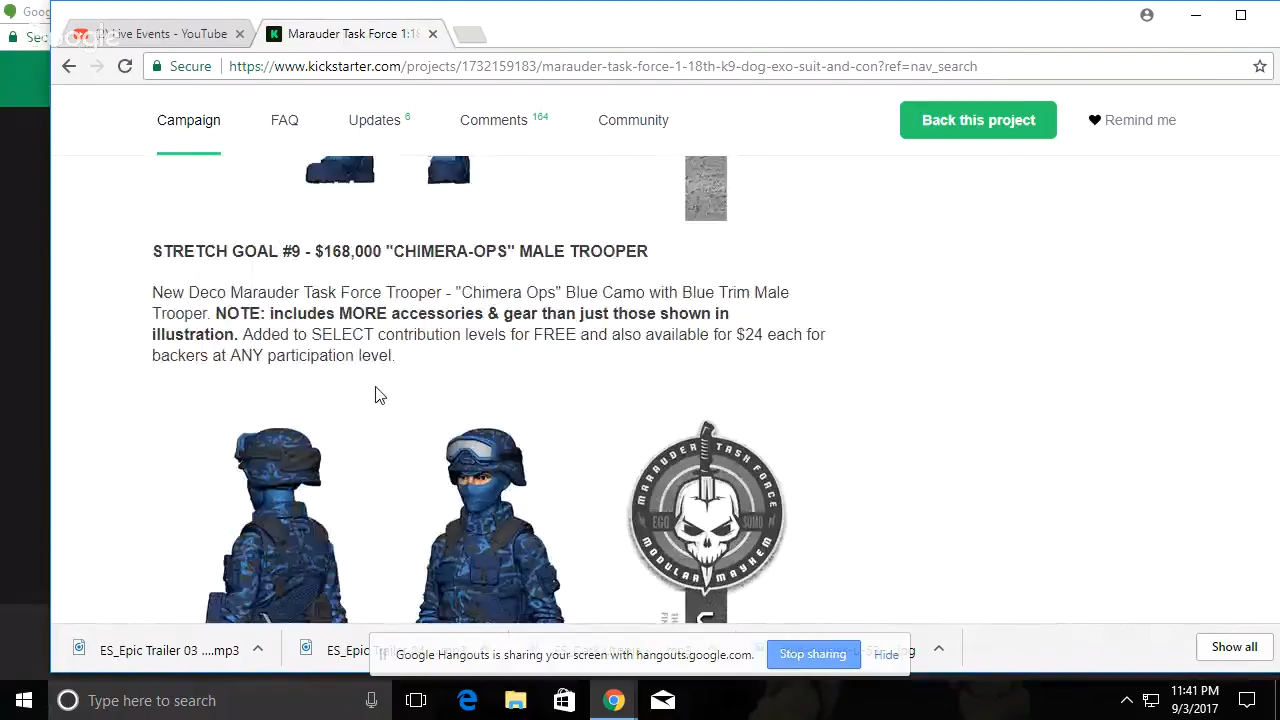 Goog
Live Events - YouTube
Marauder Task Force 1:18
Google
Secure
https://www.kickstarter.com/projects/1732159183/marauder-task-force-1-18th-k9-dog-exo-suit-and-con?ref=nav_search
Campaign
FAQ
Updates 6
Comments 164
Community
Back this project
Remind me
STRETCH GOAL #9 - $168,000 "CHIMERA-OPS" MALE TROOPER
New Deco Marauder Task Force Trooper - "Chimera Ops" Blue Camo with Blue Trim Male
Trooper. NOTE: includes MORE accessories & gear than just those shown in
illustration. Added to SELECT contribution levels for FREE and also available for $24 each for
backers at ANY participation level.
MARAUDER TASK FORCE
EGO SUMO
MODULAR MAYHEM
ES_Epic Trailer 03 ....mp3
ES_Epic
Google Hangouts is sharing your screen with hangouts.google.com.
Stop sharing
Hide
Show all
Type here to search
11:41 PM
9/3/2017